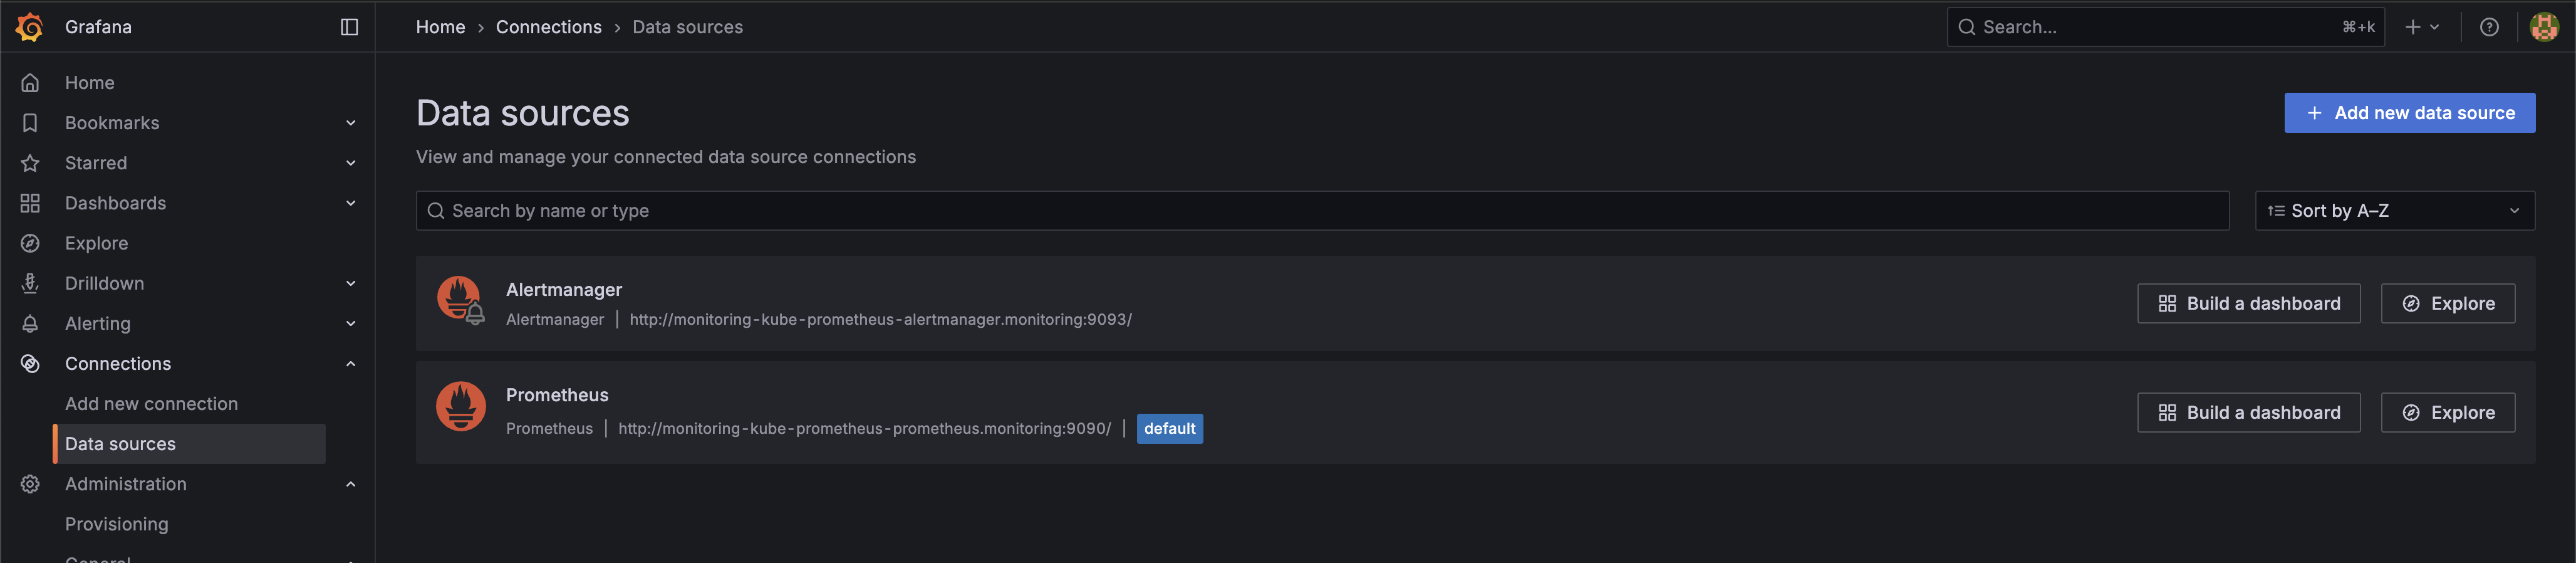 Grafana
Home › Connections › Data sources
Search... ⌘+k
Home
Bookmarks
Starred
Dashboards
Explore
Drilldown
Alerting
Connections
Add new connection
Data sources
Administration
Provisioning
General
Data sources
Add new data source
View and manage your connected data source connections
Search by name or type
Sort by A–Z
Alertmanager
Alertmanager | http://monitoring-kube-prometheus-alertmanager.monitoring:9093/
Build a dashboard
Explore
Prometheus
Prometheus | http://monitoring-kube-prometheus-prometheus.monitoring:9090/ | default
Build a dashboard
Explore